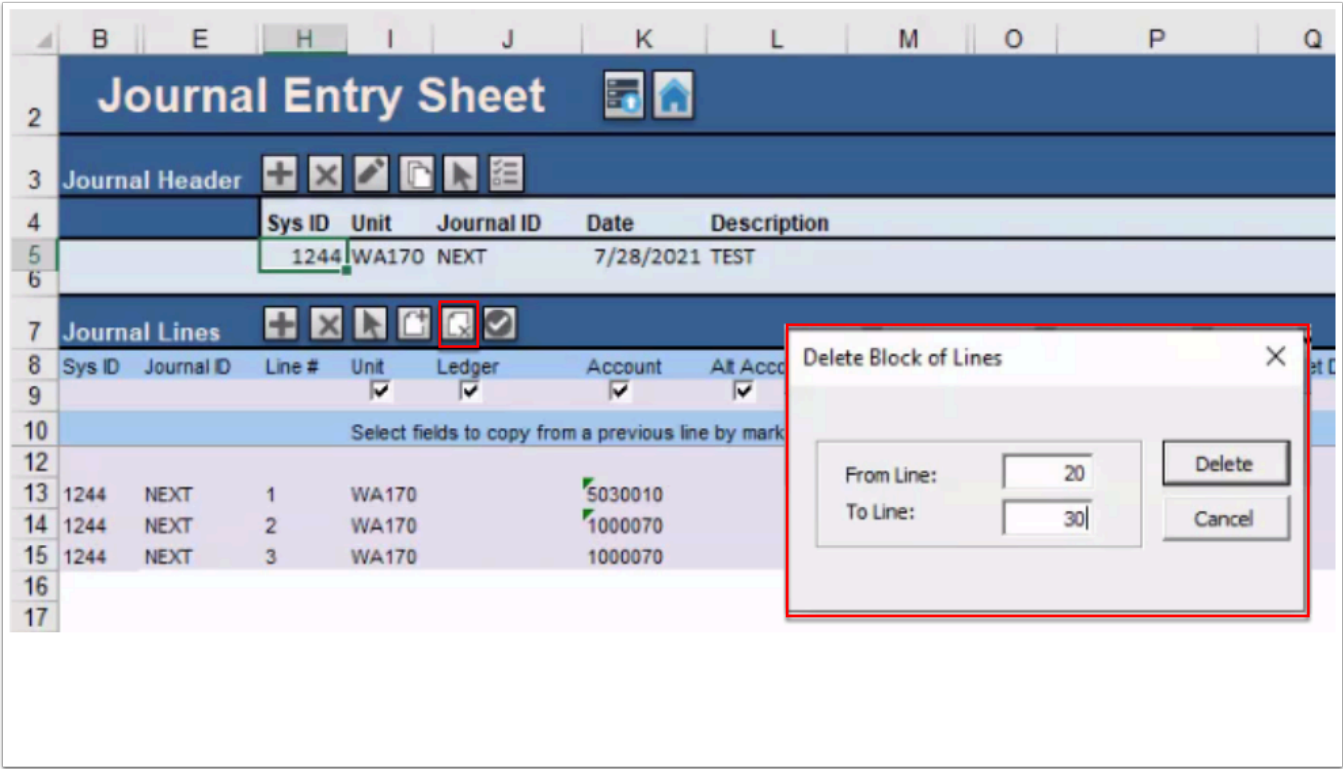 B E H I J K L M O P Q
2 Journal Entry Sheet
3 Journal Header
4 Sys ID Unit Journal ID Date Description
5 1244 WA170 NEXT 7/28/2021 TEST
6
7 Journal Lines
8 Sys ID Journal ID Line # Unit Ledger Account Alt Acco
9
10 Select fields to copy from a previous line by mark
12
13 1244 NEXT 1 WA170 5030010
14 1244 NEXT 2 WA170 1000070
15 1244 NEXT 3 WA170 1000070
16
17
Delete Block of Lines
From Line: 20
To Line: 30
Delete
Cancel